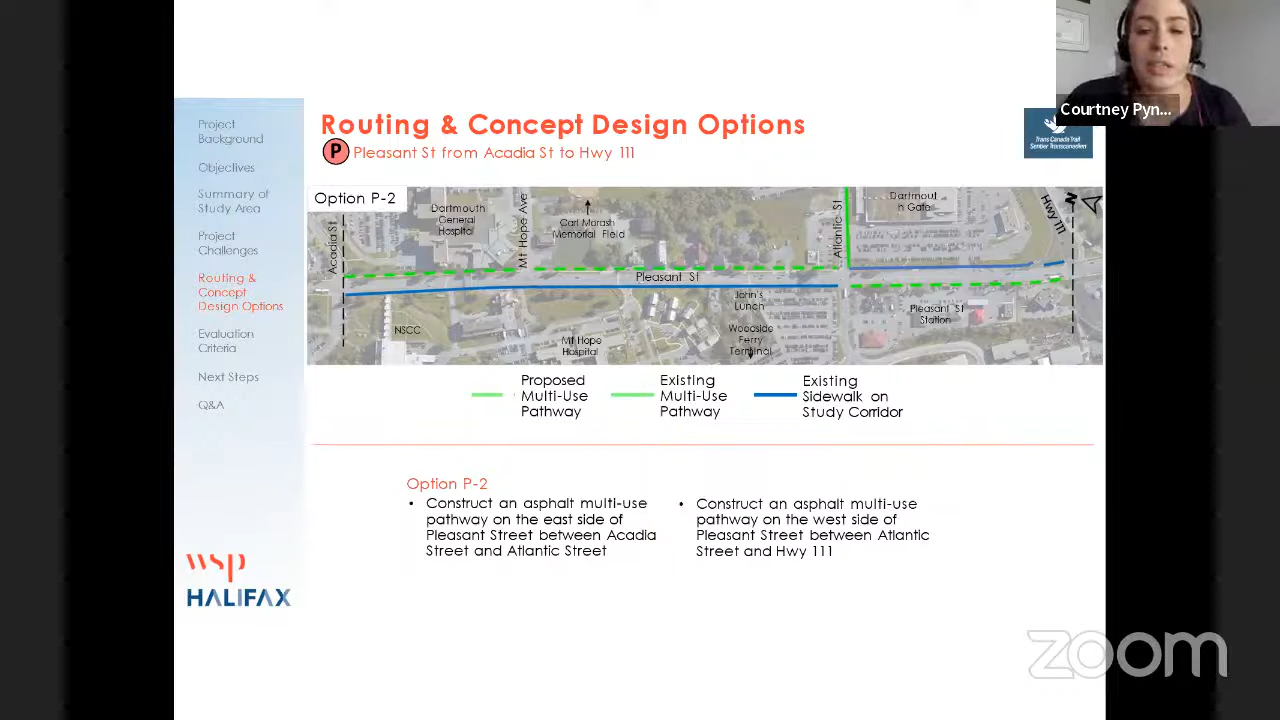 Courtney Pyn...
Project
Background
Objectives
Summary of
Study Area
Project
Challenges
Routing &
Concept
Design Options
Evaluation
Criteria
Next Steps
Q&A
wsp
HALIFAX
Routing & Concept Design Options
P Pleasant St from Acadia St to Hwy 111
Trans Canada Trail
Sentier Transcanadien
Option P-2
Acadia St
Dartmouth
General
Hospital
Mt Hope Ave
Carl Morash
Memorial Field
Atlantic St
Dartmout
h Gate
Hwy 111
N
Pleasant St
NSCC
Mt Hope
Hospital
John's
Lunch
Woodside
Ferry
Terminal
Pleasant St
Station
Proposed
Multi-Use
Pathway
Existing
Multi-Use
Pathway
Existing
Sidewalk on
Study Corridor
Option P-2
• Construct an asphalt multi-use
pathway on the east side of
Pleasant Street between Acadia
Street and Atlantic Street
• Construct an asphalt multi-use
pathway on the west side of
Pleasant Street between Atlantic
Street and Hwy 111
zoom